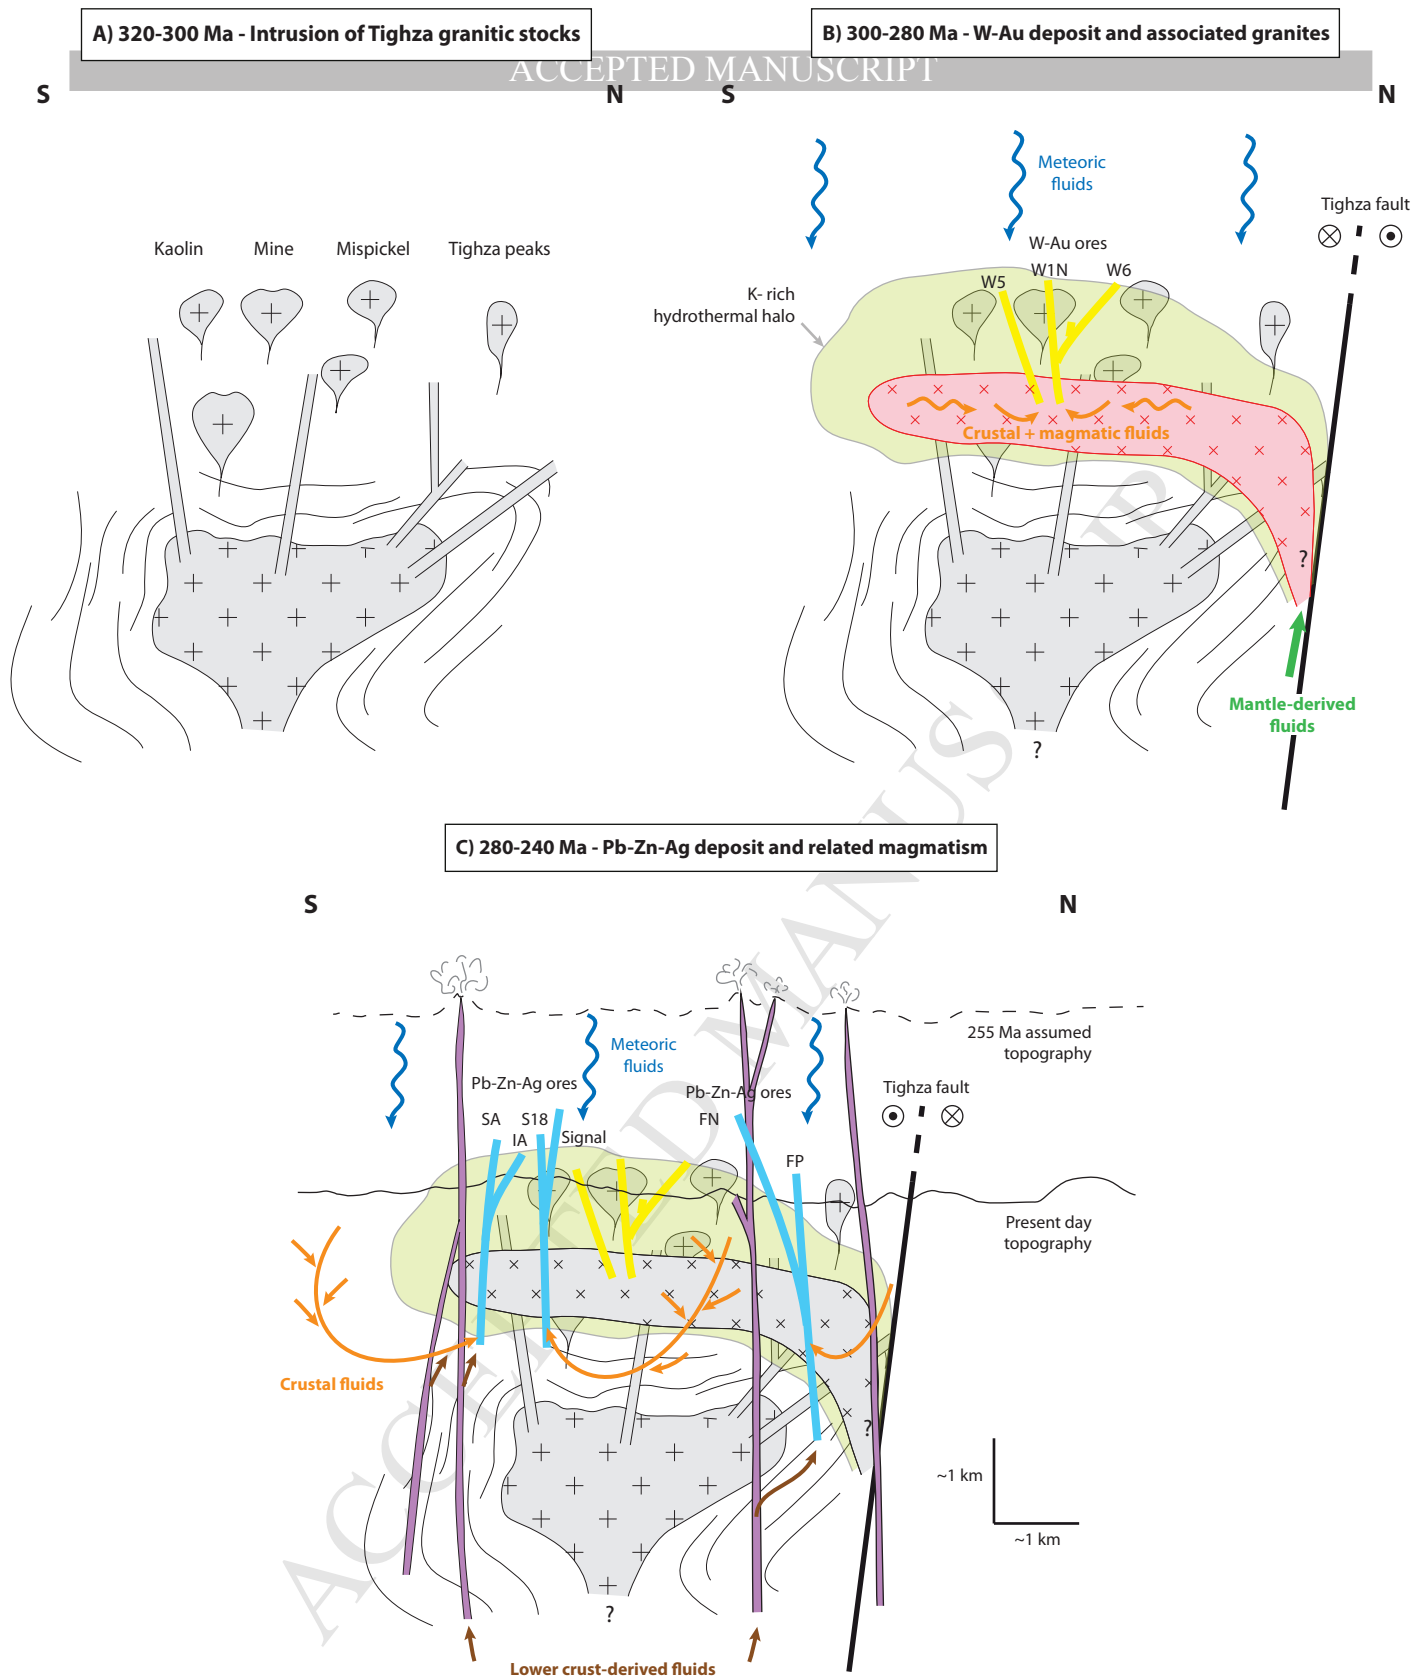 A) 320-300 Ma - Intrusion of Tighza granitic stocks
B) 300-280 Ma - W-Au deposit and associated granites
ACCEPTED MANUSCRIPT
S
N
S
N
Kaolin
Mine
Mispickel
Tighza peaks
Meteoric
fluids
Tighza fault
W-Au ores
W5
W1N
W6
K- rich
hydrothermal halo
Crustal + magmatic fluids
?
Mantle-derived
fluids
?
C) 280-240 Ma - Pb-Zn-Ag deposit and related magmatism
S
N
255 Ma assumed
topography
Meteoric
fluids
Pb-Zn-Ag ores
SA
IA
S18
Signal
Pb-Zn-Ag ores
FN
FP
Tighza fault
Present day
topography
Crustal fluids
?
~1 km
~1 km
?
Lower crust-derived fluids
ACCEPTED MANUSCRIPT